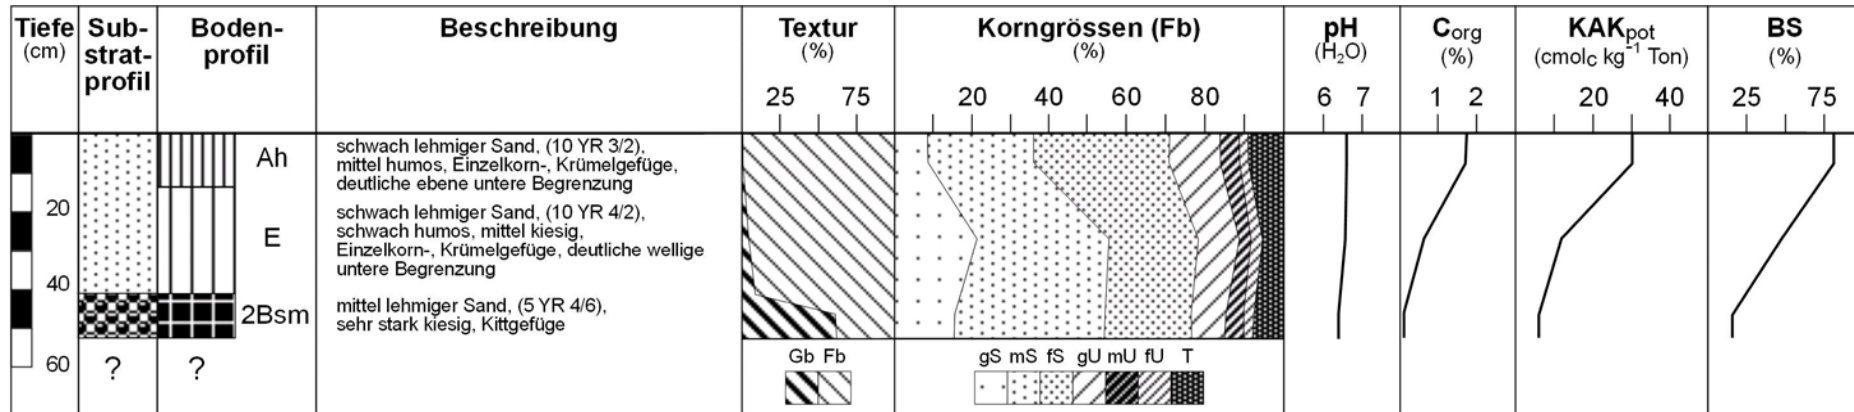 Tiefe
(cm)
Sub-
strat-
profil
Boden-
profil
Beschreibung
Textur
(%)
25 75
Korngrössen (Fb)
(%)
20 40 60 80
pH
(H₂O)
6 7
Corg
(%)
1 2
KAKpot
(cmolc kg⁻¹ Ton)
20 40
BS
(%)
25 75
Ah
schwach lehmiger Sand, (10 YR 3/2),
mittel humos, Einzelkorn-, Krümelgefüge,
deutliche ebene untere Begrenzung
20
E
schwach lehmiger Sand, (10 YR 4/2),
schwach humos, mittel kiesig,
Einzelkorn-, Krümelgefüge, deutliche wellige
untere Begrenzung
40
2Bsm
mittel lehmiger Sand, (5 YR 4/6),
sehr stark kiesig, Kittgefüge
60
? ?
Gb Fb
gS mS fS gU mU fU T